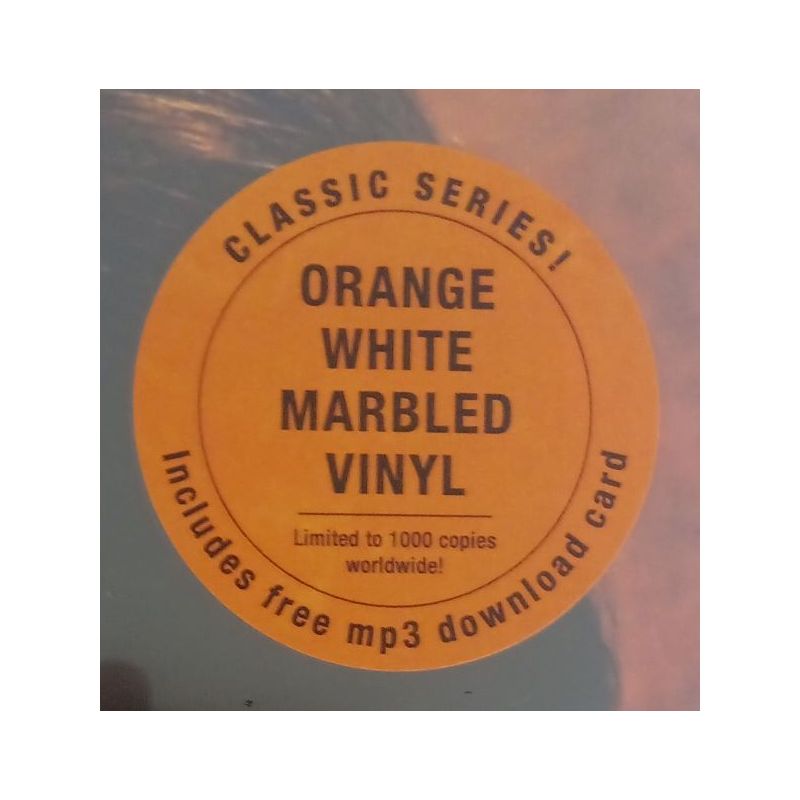 CLASSIC SERIES!
ORANGE
WHITE
MARBLED
VINYL
Limited to 1000 copies
worldwide!
Includes free mp3 download card